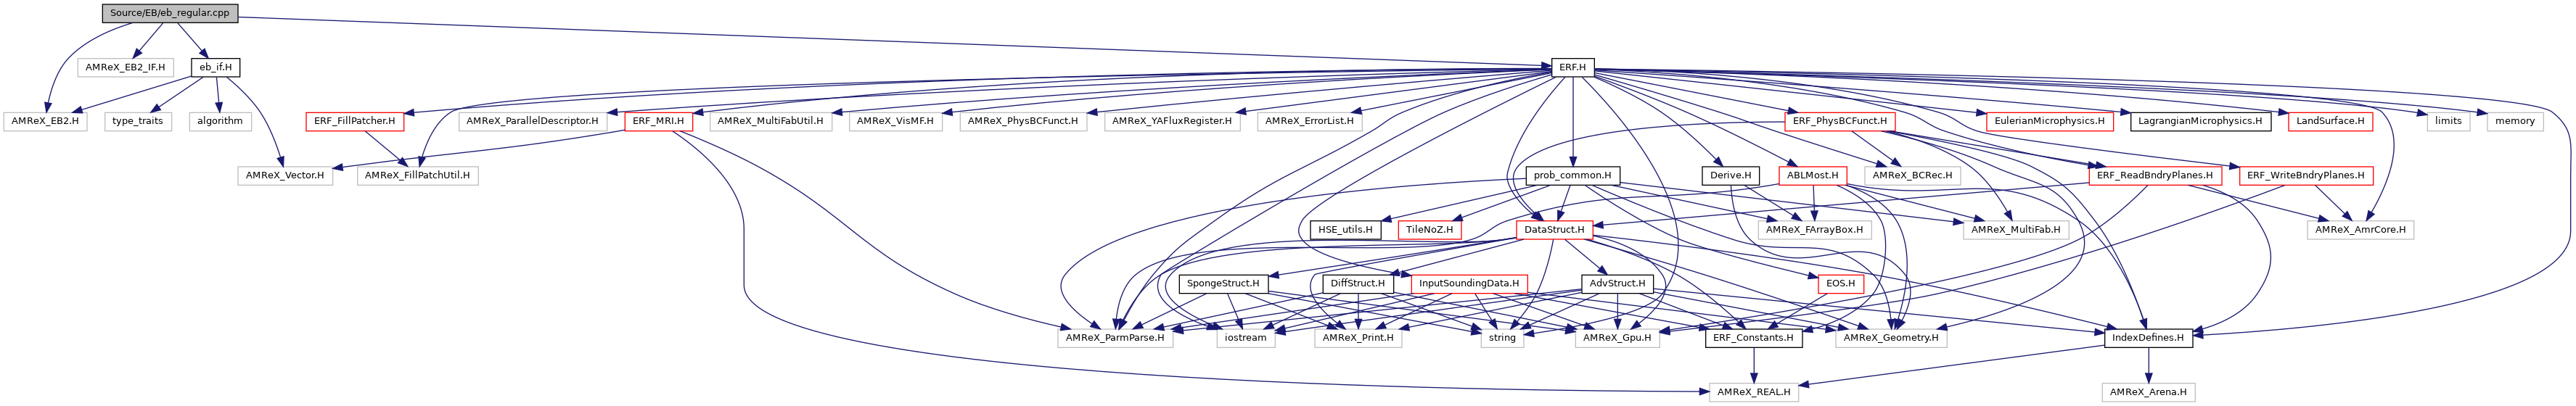 Source/EB/eb_regular.cpp
AMReX_EB2_IF.H
eb_if.H
ERF.H
AMReX_EB2.H
type_traits
algorithm
ERF_FillPatcher.H
AMReX_ParallelDescriptor.H
ERF_MRI.H
AMReX_MultiFabUtil.H
AMReX_VisMF.H
AMReX_PhysBCFunct.H
AMReX_YAFluxRegister.H
AMReX_ErrorList.H
ERF_PhysBCFunct.H
EulerianMicrophysics.H
LagrangianMicrophysics.H
LandSurface.H
limits
memory
AMReX_Vector.H
AMReX_FillPatchUtil.H
prob_common.H
Derive.H
ABLMost.H
AMReX_BCRec.H
ERF_ReadBndryPlanes.H
ERF_WriteBndryPlanes.H
HSE_utils.H
TileNoZ.H
DataStruct.H
AMReX_FArrayBox.H
AMReX_MultiFab.H
AMReX_AmrCore.H
SpongeStruct.H
DiffStruct.H
InputSoundingData.H
AdvStruct.H
EOS.H
AMReX_ParmParse.H
iostream
AMReX_Print.H
string
AMReX_Gpu.H
ERF_Constants.H
AMReX_Geometry.H
IndexDefines.H
AMReX_REAL.H
AMReX_Arena.H